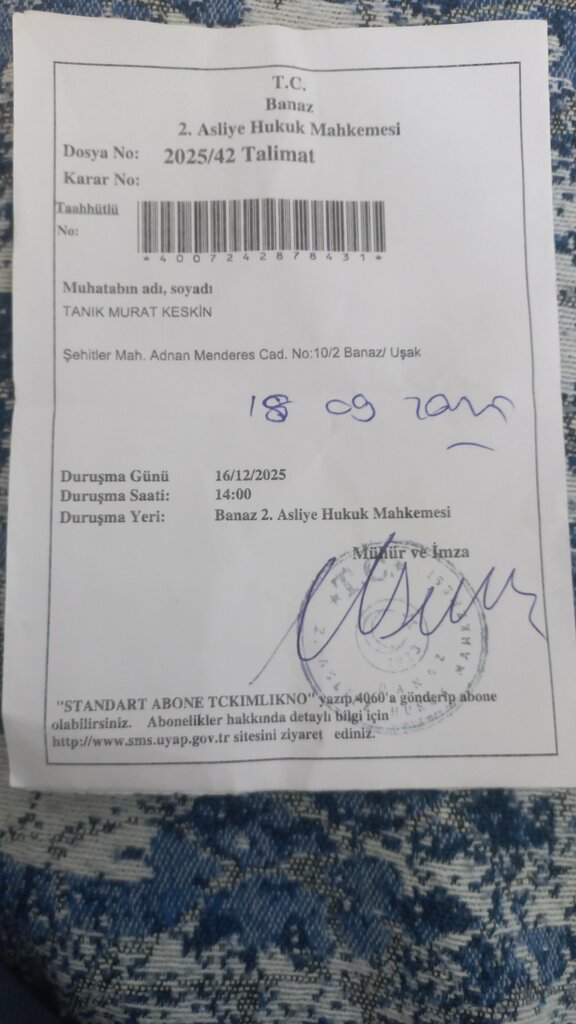 T.C.
Banaz
2. Asliye Hukuk Mahkemesi
Dosya No: 2025/42 Talimat
Karar No:
Taahhütlü
No:
*4007242878431*
Muhatabın adı, soyadı
TANIK MURAT KESKİN
Şehitler Mah. Adnan Menderes Cad. No:10/2 Banaz/ Uşak
18 09 2025
Duruşma Günü 16/12/2025
Duruşma Saati: 14:00
Duruşma Yeri: Banaz 2. Asliye Hukuk Mahkemesi
Mühür ve İmza
T.C.
"STANDART ABONE TCKIMLIKNO" yazıp 4060'a gönderip abone
olabilirsiniz. Abonelikler hakkında detaylı bilgi için
http://www.sms.uyap.gov.tr sitesini ziyaret ediniz.